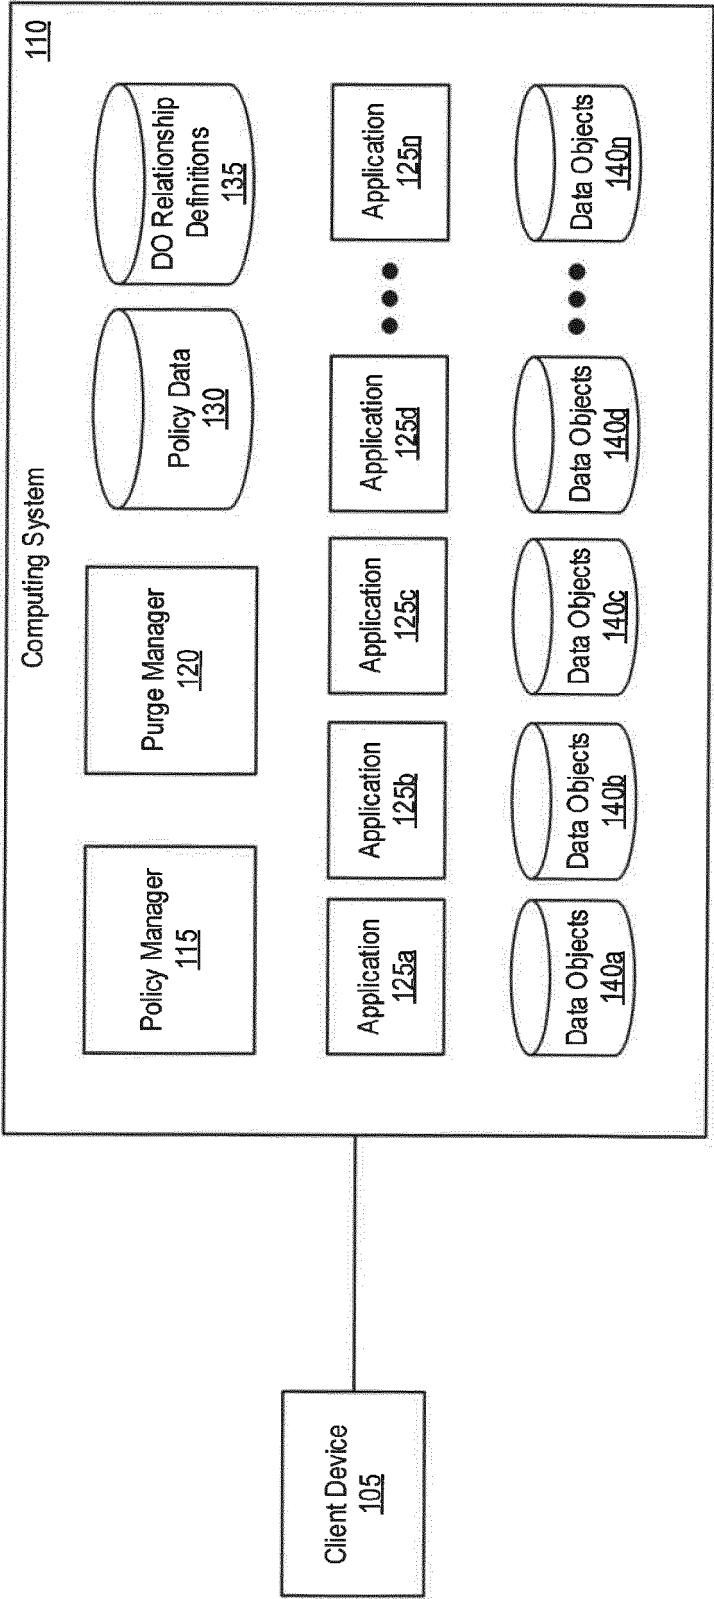 Computing System
110
Policy Manager
115
Purge Manager
120
Policy Data
130
DO Relationship
Definitions
135
Application
125a
Application
125b
Application
125c
Application
125d
Application
125n
Data Objects
140a
Data Objects
140b
Data Objects
140c
Data Objects
140d
Data Objects
140n
Client Device
105